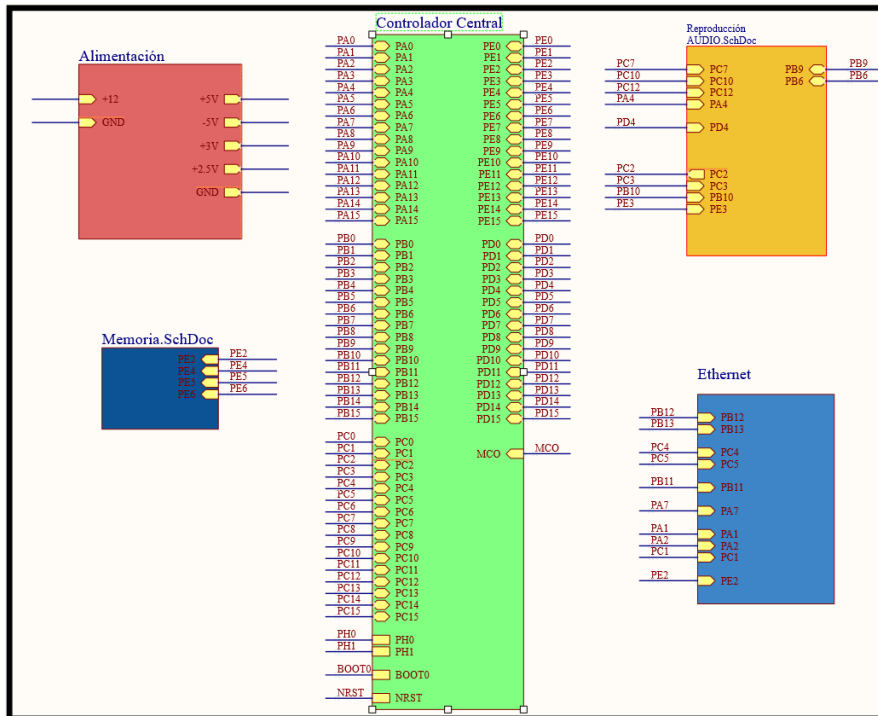 Controlador Central
PA0 PA0 PE0 PE0
PA1 PA1 PE1 PE1
PA2 PA2 PE2 PE2
PA3 PA3 PE3 PE3
PA4 PA4 PE4 PE4
PA5 PA5 PE5 PE5
PA6 PA6 PE6 PE6
PA7 PA7 PE7 PE7
PA8 PA8 PE8 PE8
PA9 PA9 PE9 PE9
PA10 PA10 PE10 PE10
PA11 PA11 PE11 PE11
PA12 PA12 PE12 PE12
PA13 PA13 PE13 PE13
PA14 PA14 PE14 PE14
PA15 PA15 PE15 PE15
PB0 PB0 PD0 PD0
PB1 PB1 PD1 PD1
PB2 PB2 PD2 PD2
PB3 PB3 PD3 PD3
PB4 PB4 PD4 PD4
PB5 PB5 PD5 PD5
PB6 PB6 PD6 PD6
PB7 PB7 PD7 PD7
PB8 PB8 PD8 PD8
PB9 PB9 PD9 PD9
PB10 PB10 PD10 PD10
PB11 PB11 PD11 PD11
PB12 PB12 PD12 PD12
PB13 PB13 PD13 PD13
PB14 PB14 PD14 PD14
PB15 PB15 PD15 PD15
PC0 PC0
PC1 PC1 MCO MCO
PC2 PC2
PC3 PC3
PC4 PC4
PC5 PC5
PC6 PC6
PC7 PC7
PC8 PC8
PC9 PC9
PC10 PC10
PC11 PC11
PC12 PC12
PC13 PC13
PC14 PC14
PC15 PC15
PH0 PH0
PH1 PH1
BOOT0 BOOT0
NRST NRST
Alimentación
+12 +5V
GND -5V
+3V
+2.5V
GND
Memoria.SchDoc
PE2 PE2
PE4 PE4
PE5 PE5
PE6 PE6
Reproducción
AUDIO.SchDoc
PC7 PC7 PB9 PB9
PC10 PC10 PB6 PB6
PC12 PC12
PA4 PA4
PD4 PD4
PC2 PC2
PC3 PC3
PB10 PB10
PE3 PE3
Ethernet
PB12 PB12
PB13 PB13
PC4 PC4
PC5 PC5
PB11 PB11
PA7 PA7
PA1 PA1
PA2 PA2
PC1 PC1
PE2 PE2